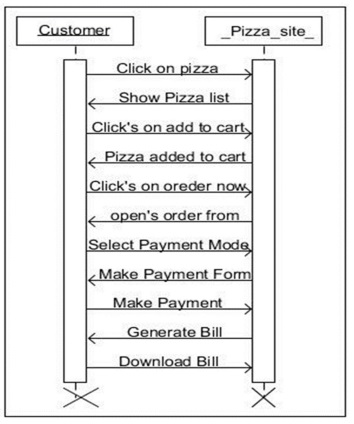 Customer
_Pizza_site_
Click on pizza
Show Pizza list
Click's on add to cart
Pizza added to cart
Click's on oreder now
open's order from
Select Payment Mode
Make Payment Form
Make Payment
Generate Bill
Download Bill